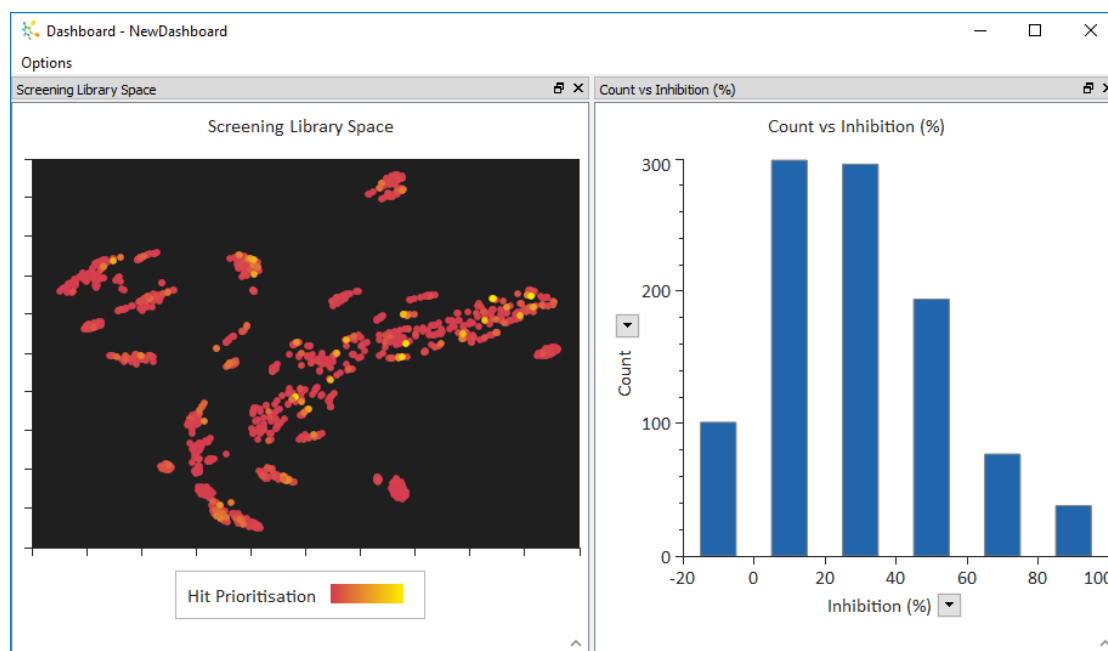 Dashboard - NewDashboard
Options
Screening Library Space
Count vs Inhibition (%)
Screening Library Space
Hit Prioritisation
Count vs Inhibition (%)
300
200
100
0
Count
-20 0 20 40 60 80 100
Inhibition (%)